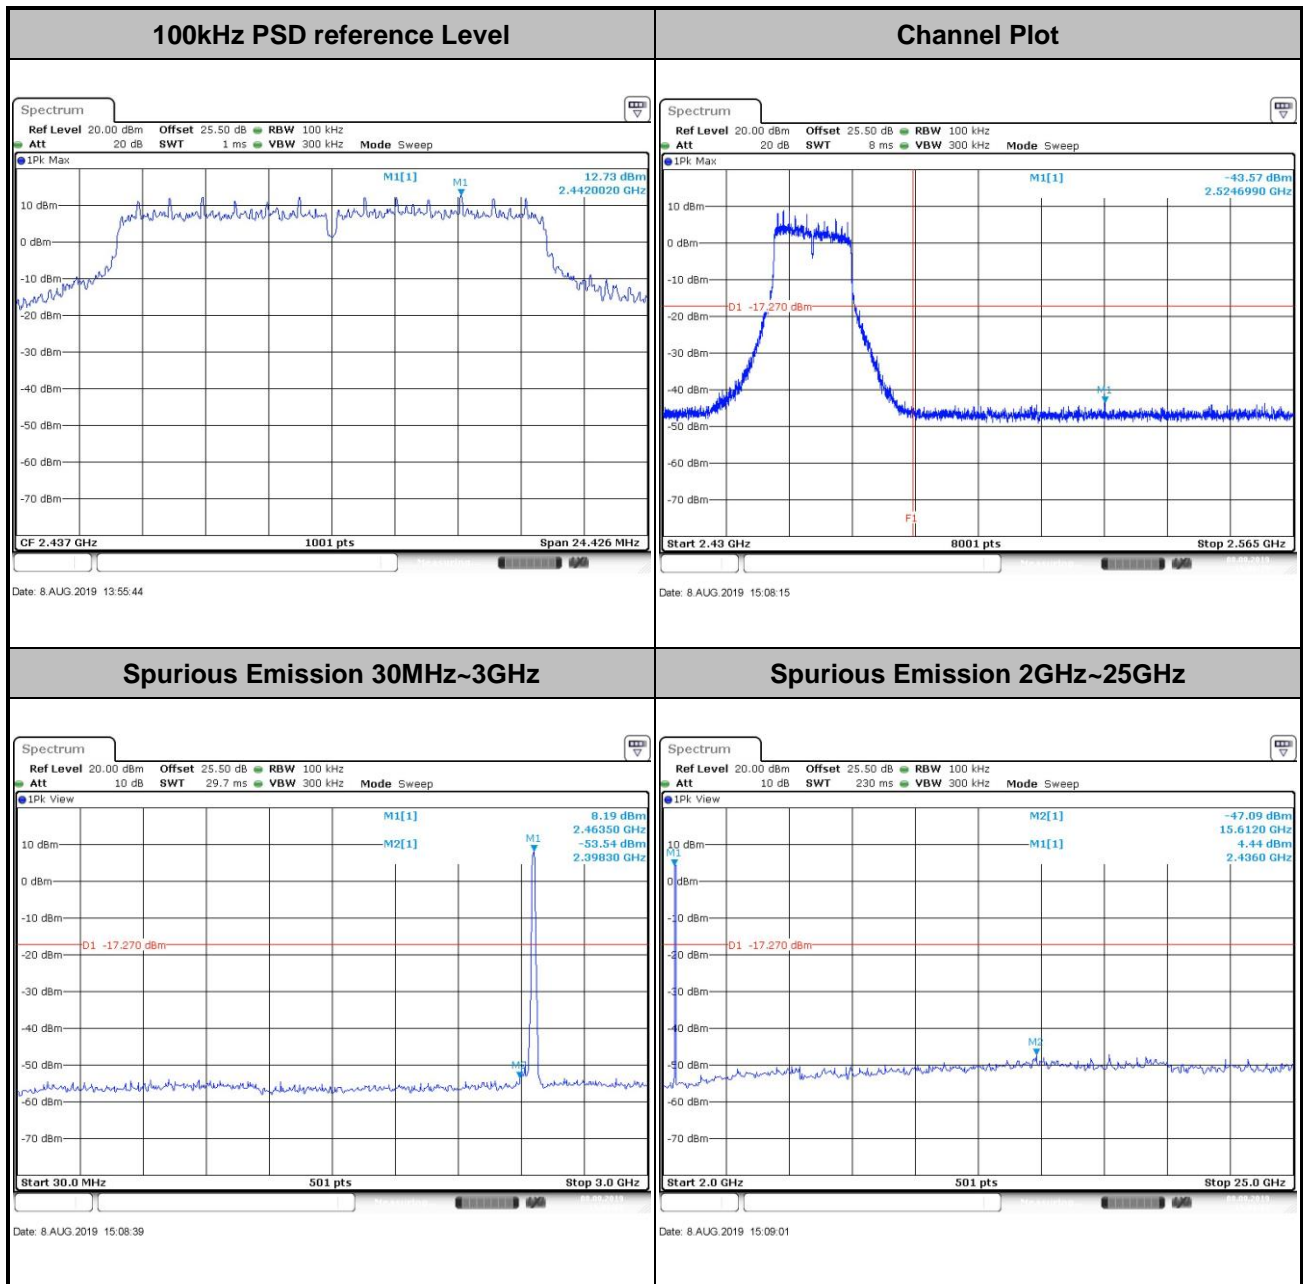 100kHz PSD reference Level
Channel Plot
Spectrum
Ref Level 20.00 dBm Offset 25.50 dB RBW 100 kHz
Att 20 dB SWT 1 ms VBW 300 kHz Mode Sweep
1Pk Max
M1[1] 12.73 dBm
2.4420020 GHz
M1
10 dBm
0 dBm
-10 dBm
-20 dBm
-30 dBm
-40 dBm
-50 dBm
-60 dBm
-70 dBm
CF 2.437 GHz 1001 pts Span 24.426 MHz
Date: 8.AUG.2019 13:55:44
Spectrum
Ref Level 20.00 dBm Offset 25.50 dB RBW 100 kHz
Att 20 dB SWT 8 ms VBW 300 kHz Mode Sweep
1Pk Max
M1[1] -43.57 dBm
2.5246990 GHz
10 dBm
0 dBm
-10 dBm
D1 -17.270 dBm
-20 dBm
-30 dBm
-40 dBm
M1
-50 dBm
-60 dBm
-70 dBm
F1
Start 2.43 GHz 8001 pts Stop 2.565 GHz
Date: 8.AUG.2019 15:08:15
Spurious Emission 30MHz~3GHz
Spurious Emission 2GHz~25GHz
Spectrum
Ref Level 20.00 dBm Offset 25.50 dB RBW 100 kHz
Att 10 dB SWT 29.7 ms VBW 300 kHz Mode Sweep
1Pk View
M1[1] 8.19 dBm
2.46350 GHz
M2[1] -53.54 dBm
2.39830 GHz
M1
10 dBm
0 dBm
-10 dBm
D1 -17.270 dBm
-20 dBm
-30 dBm
-40 dBm
-50 dBm
M2
-60 dBm
-70 dBm
Start 30.0 MHz 501 pts Stop 3.0 GHz
Date: 8.AUG.2019 15:08:39
Spectrum
Ref Level 20.00 dBm Offset 25.50 dB RBW 100 kHz
Att 10 dB SWT 230 ms VBW 300 kHz Mode Sweep
1Pk View
M2[1] -47.09 dBm
15.6120 GHz
M1[1] 4.44 dBm
2.4360 GHz
10 dBm
M1
0 dBm
-10 dBm
D1 -17.270 dBm
-20 dBm
-30 dBm
-40 dBm
M2
-50 dBm
-60 dBm
-70 dBm
Start 2.0 GHz 501 pts Stop 25.0 GHz
Date: 8.AUG.2019 15:09:01